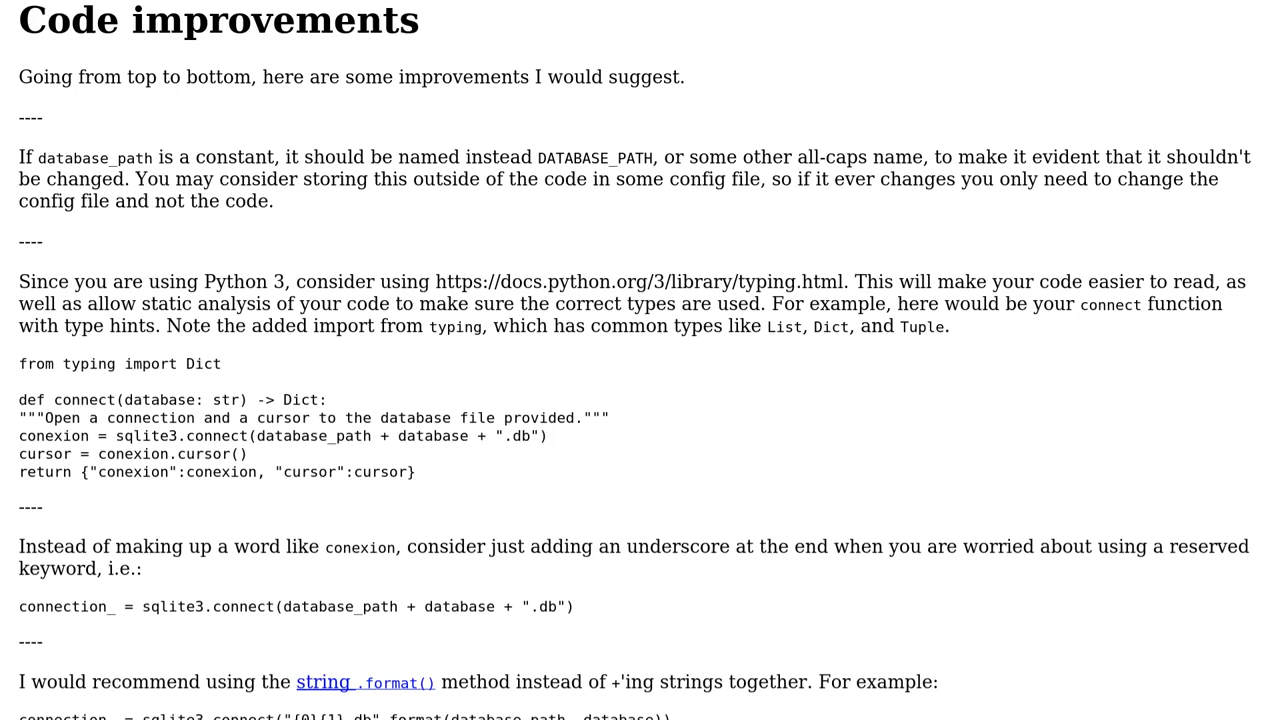 Code improvements
Going from top to bottom, here are some improvements I would suggest.
----
If database_path is a constant, it should be named instead DATABASE_PATH, or some other all-caps name, to make it evident that it shouldn't
be changed. You may consider storing this outside of the code in some config file, so if it ever changes you only need to change the
config file and not the code.
----
Since you are using Python 3, consider using https://docs.python.org/3/library/typing.html. This will make your code easier to read, as
well as allow static analysis of your code to make sure the correct types are used. For example, here would be your connect function
with type hints. Note the added import from typing, which has common types like List, Dict, and Tuple.
from typing import Dict
def connect(database: str) -> Dict:
"""Open a connection and a cursor to the database file provided."""
conexion = sqlite3.connect(database_path + database + ".db")
cursor = conexion.cursor()
return {"conexion":conexion, "cursor":cursor}
----
Instead of making up a word like conexion, consider just adding an underscore at the end when you are worried about using a reserved
keyword, i.e.:
connection_ = sqlite3.connect(database_path + database + ".db")
----
I would recommend using the string .format() method instead of +'ing strings together. For example:
connection_ = sqlite3.connect("{0}{1}.db".format(database_path, database))